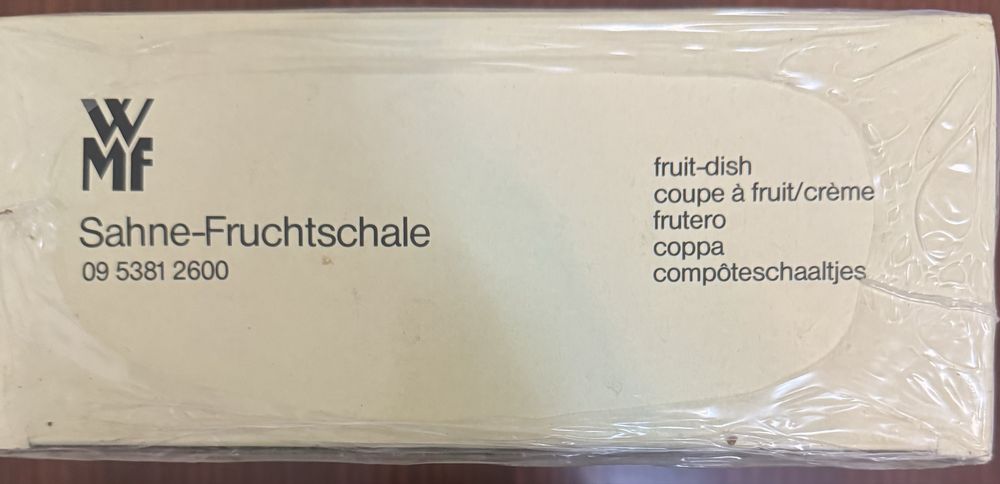 WMF
Sahne-Fruchtschale
09 5381 2600
fruit-dish
coupe à fruit/crème
frutero
coppa
compôteschaaltjes